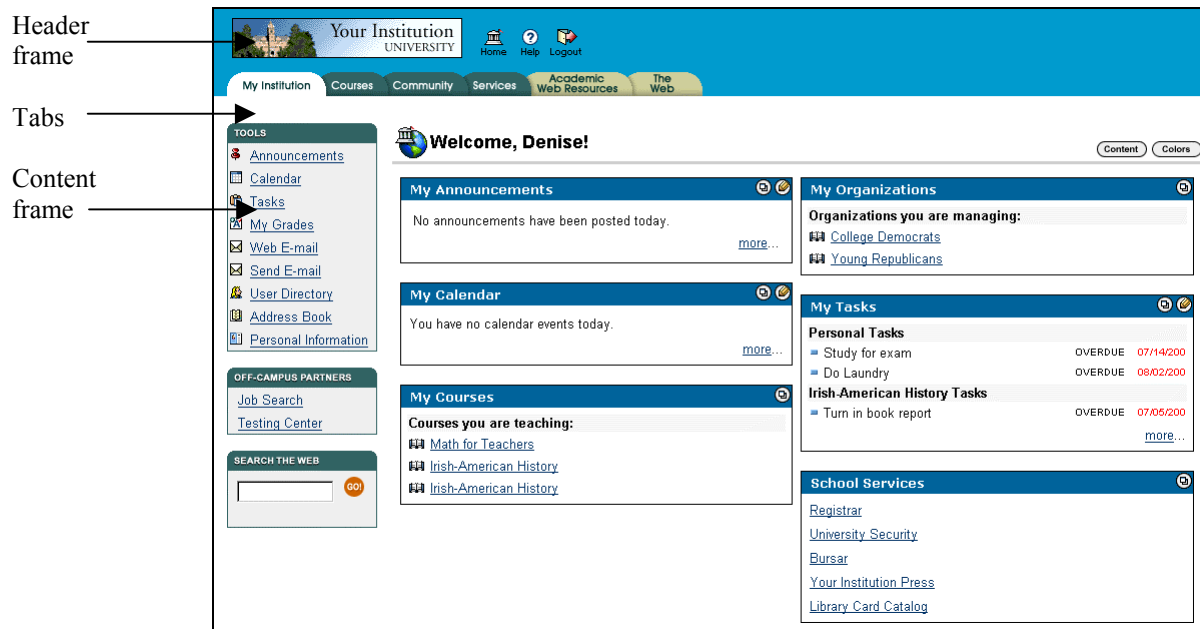 Header
frame
Tabs
Content
frame
Your Institution
UNIVERSITY
Home Help Logout
My Institution Courses Community Services Academic Web Resources The Web
TOOLS
Announcements
Calendar
Tasks
My Grades
Web E-mail
Send E-mail
User Directory
Address Book
Personal Information
OFF-CAMPUS PARTNERS
Job Search
Testing Center
SEARCH THE WEB
GO!
Welcome, Denise!
Content Colors
My Announcements
No announcements have been posted today.
more...
My Calendar
You have no calendar events today.
more...
My Courses
Courses you are teaching:
Math for Teachers
Irish-American History
Irish-American History
My Organizations
Organizations you are managing:
College Democrats
Young Republicans
My Tasks
Personal Tasks
Study for exam OVERDUE 07/14/200
Do Laundry OVERDUE 08/02/200
Irish-American History Tasks
Turn in book report OVERDUE 07/05/200
more...
School Services
Registrar
University Security
Bursar
Your Institution Press
Library Card Catalog